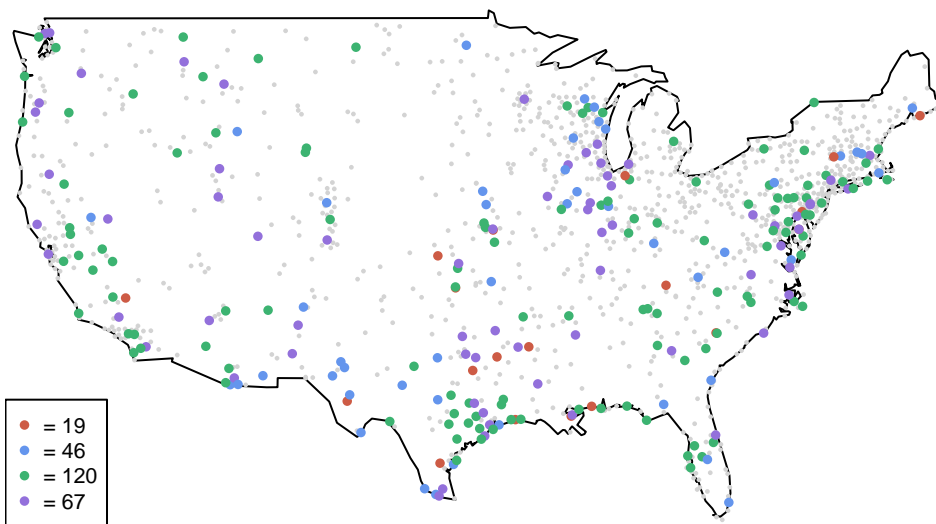 = 19
= 46
= 120
= 67